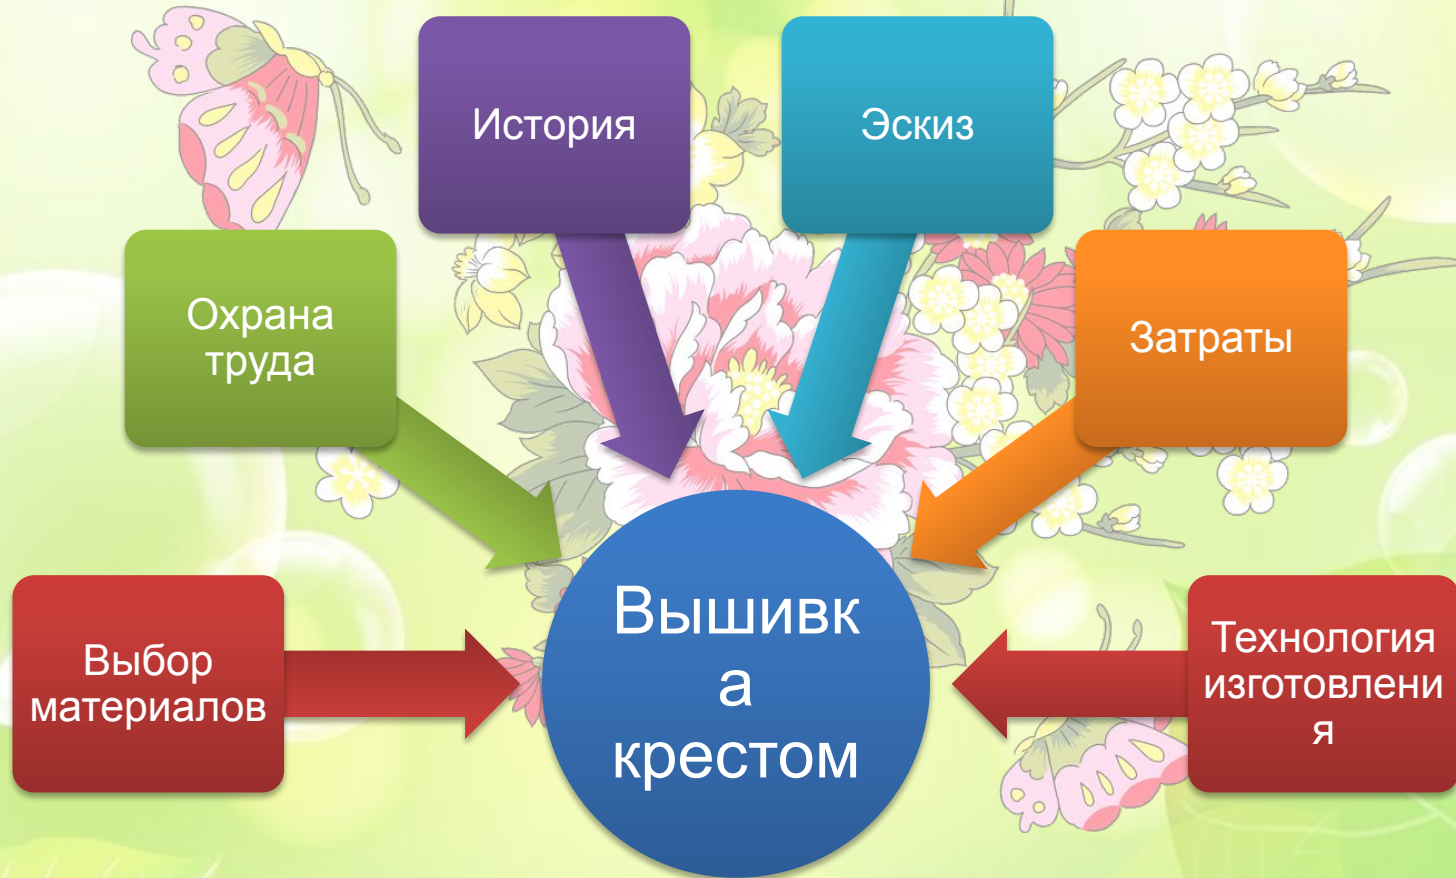 История
Эскиз
Охрана
труда
Затраты
Выбор
материалов
Вышивк
а
крестом
Технология
изготовлени
я